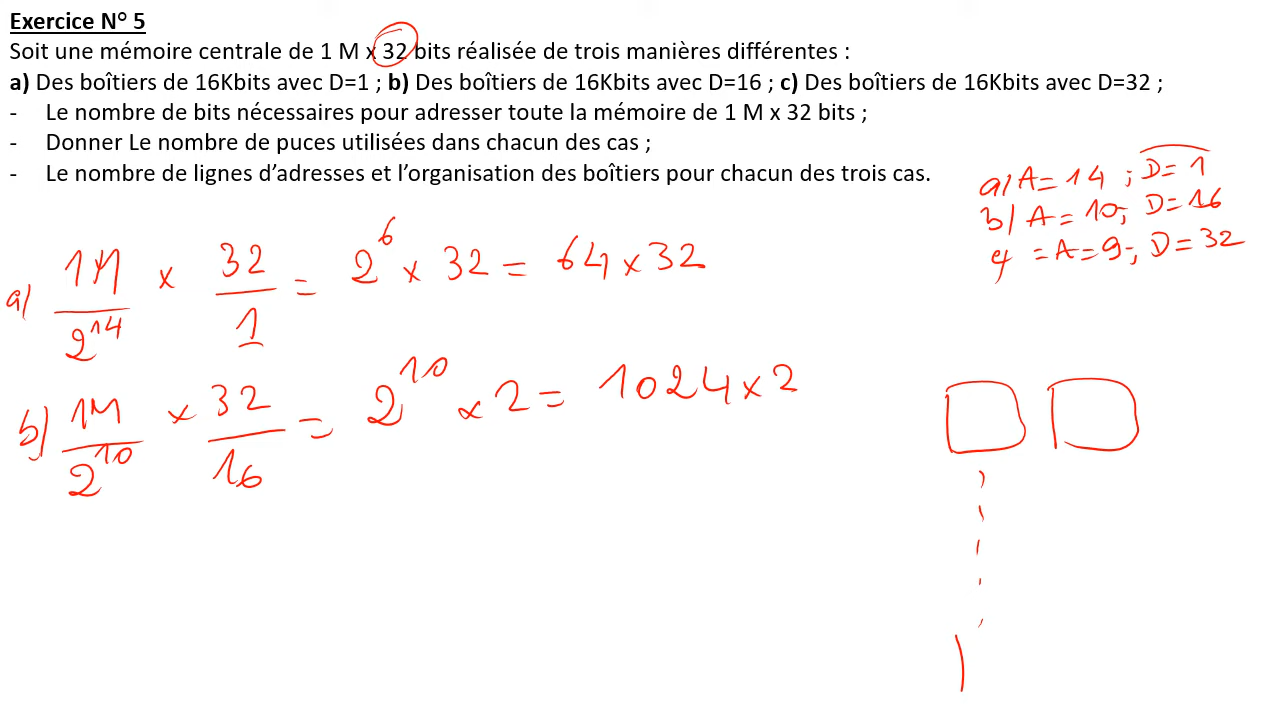 Exercice N° 5
Soit une mémoire centrale de 1 M x 32 bits réalisée de trois manières différentes :
a) Des boîtiers de 16Kbits avec D=1 ; b) Des boîtiers de 16Kbits avec D=16 ; c) Des boîtiers de 16Kbits avec D=32 ;
- Le nombre de bits nécessaires pour adresser toute la mémoire de 1 M x 32 bits ;
- Donner Le nombre de puces utilisées dans chacun des cas ;
- Le nombre de lignes d’adresses et l’organisation des boîtiers pour chacun des trois cas.
a/ A = 14 ; D = 1
b/ A = 10; D = 16
c/ = A = 9; D = 32
a/ 1M/2^14 x 32/1 = 2^6 x 32 = 64 x 32
b/ 1M/2^10 x 32/16 = 2^10 x 2 = 1024 x 2